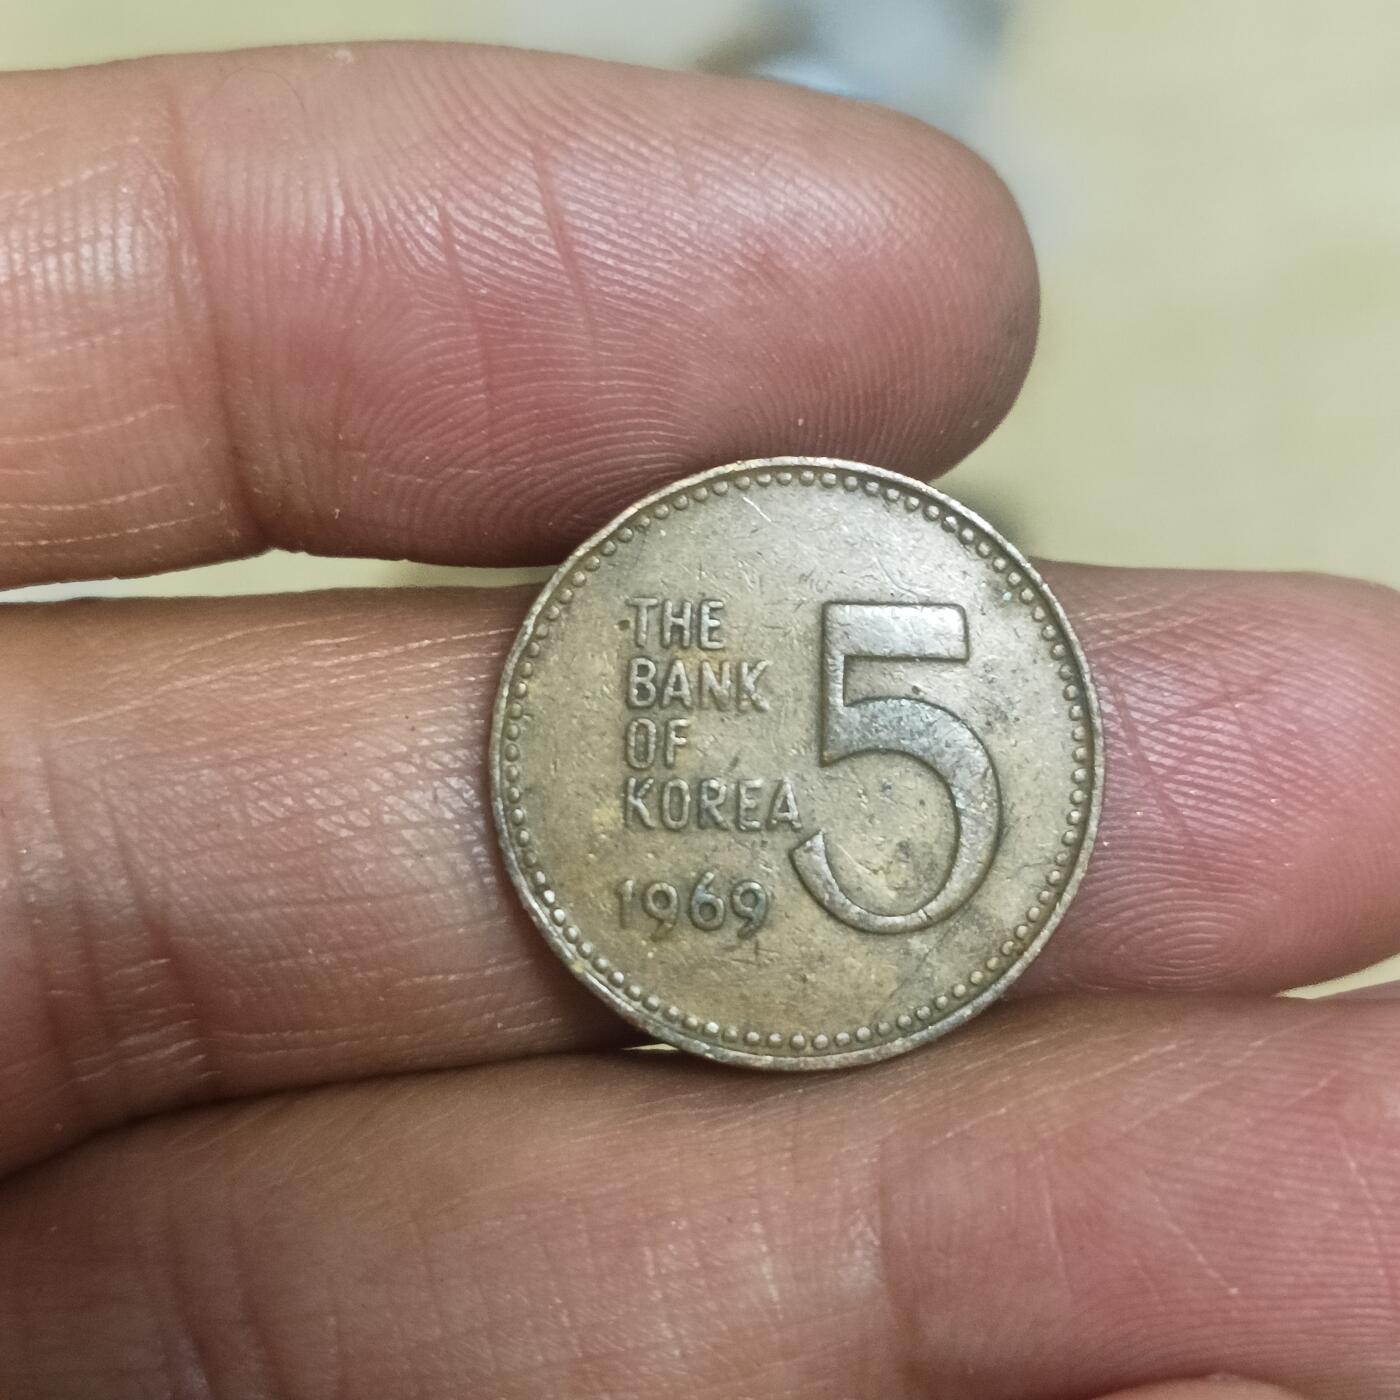 THE
BANK
OF
KOREA
1969
5